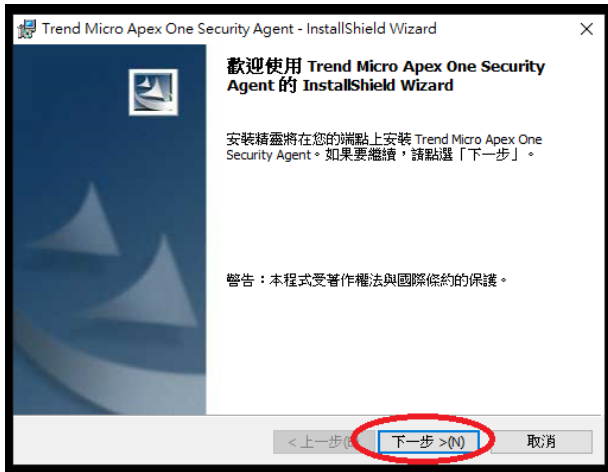 Trend Micro Apex One Security Agent - InstallShield Wizard
歡迎使用 Trend Micro Apex One Security
Agent 的 InstallShield Wizard
安裝精靈將在您的端點上安裝 Trend Micro Apex One
Security Agent。如果要繼續，請點選「下一步」。
警告：本程式受著作權法與國際條約的保護。
<上一步(
下一步 >(N)
取消